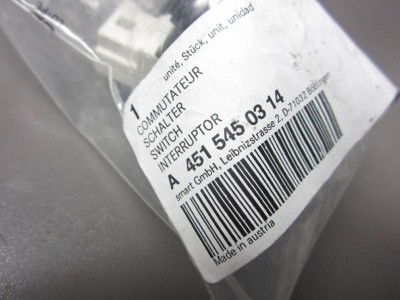 1
unité, Stück, unit, unidad
COMMUTATEUR
SCHALTER
SWITCH
INTERRUPTOR
A 451 545 03 14
smart GmbH, Leibnizstrasse 2, D-71032 Böblingen
Made in austria